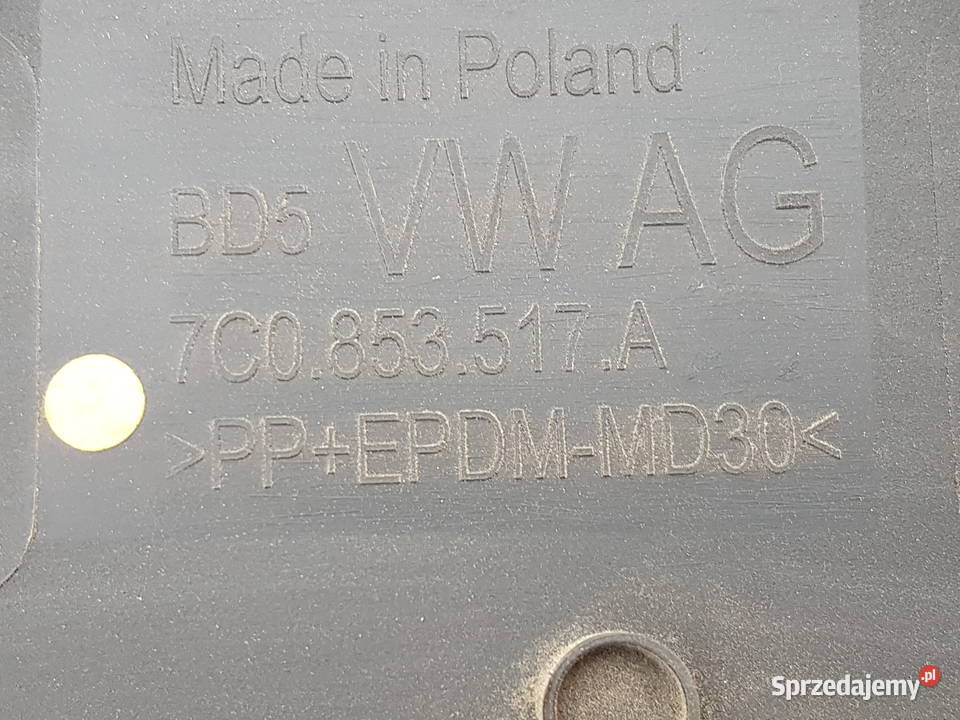 Made in Poland
BD5 VW AG
7C0.853.517.A
>PP+EPDM-MD30<
Sprzedajemy.pl